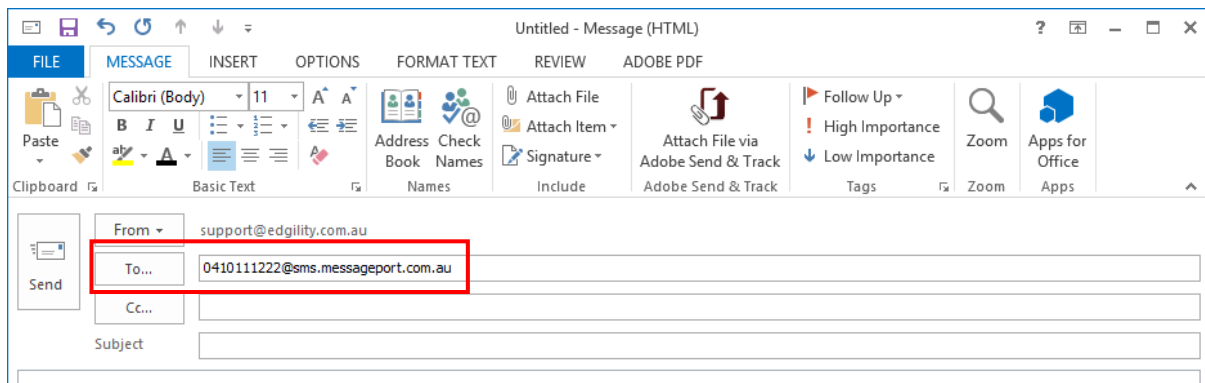 Untitled - Message (HTML)
FILE MESSAGE INSERT OPTIONS FORMAT TEXT REVIEW ADOBE PDF
Paste
Clipboard
Calibri (Body) 11
B I U
Basic Text
Address Book
Check Names
Names
Attach File
Attach Item
Signature
Include
Attach File via
Adobe Send & Track
Adobe Send & Track
Follow Up
High Importance
Low Importance
Tags
Zoom
Zoom
Apps for
Office
Apps
Send
From support@edgility.com.au
To... 0410111222@sms.messageport.com.au
Cc...
Subject